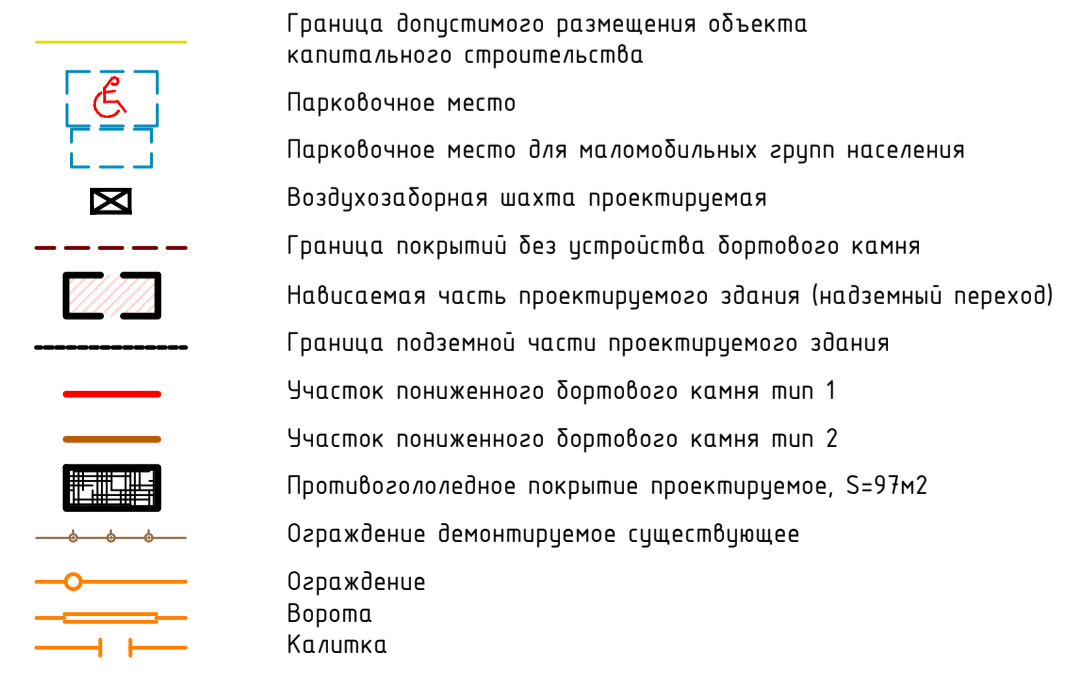 Граница допустимого размещения объекта
капитального строительства
Парковочное место
Парковочное место для маломобильных групп населения
Воздухозаборная шахта проектируемая
Граница покрытий без устройства бортового камня
Нависаемая часть проектируемого здания (надземный переход)
Граница подземной части проектируемого здания
Участок пониженного бортового камня тип 1
Участок пониженного бортового камня тип 2
Противогололедное покрытие проектируемое, S=97м2
Ограждение демонтируемое существующее
Ограждение
Ворота
Калитка